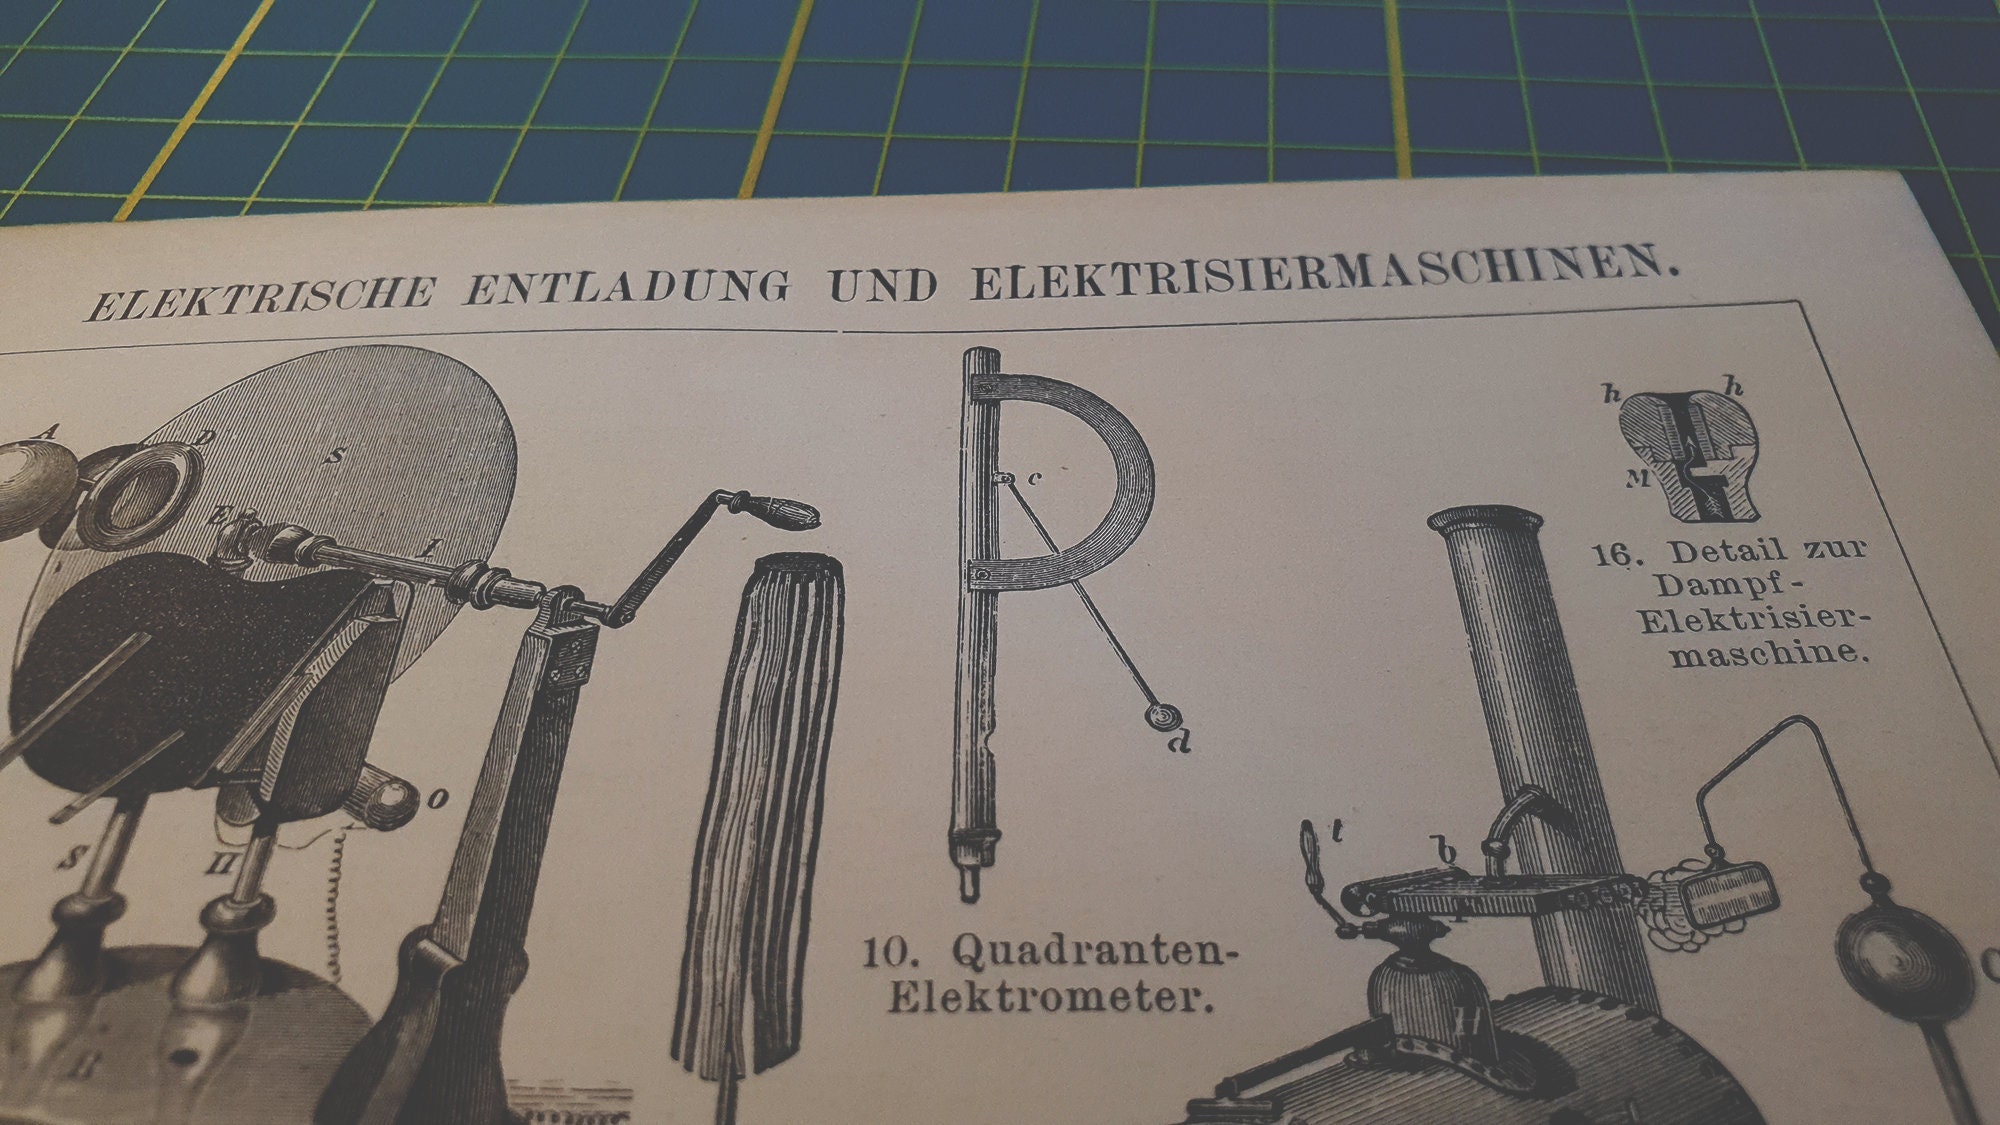 ELEKTRISCHE ENTLADUNG UND ELEKTRISIERMASCHINEN.
A
D
s
E
I
h h
M
16. Detail zur
Dampf-
Elektrisier-
maschine.
c
d
O
S
H
t
b
10. Quadranten-
Elektrometer.
H
B